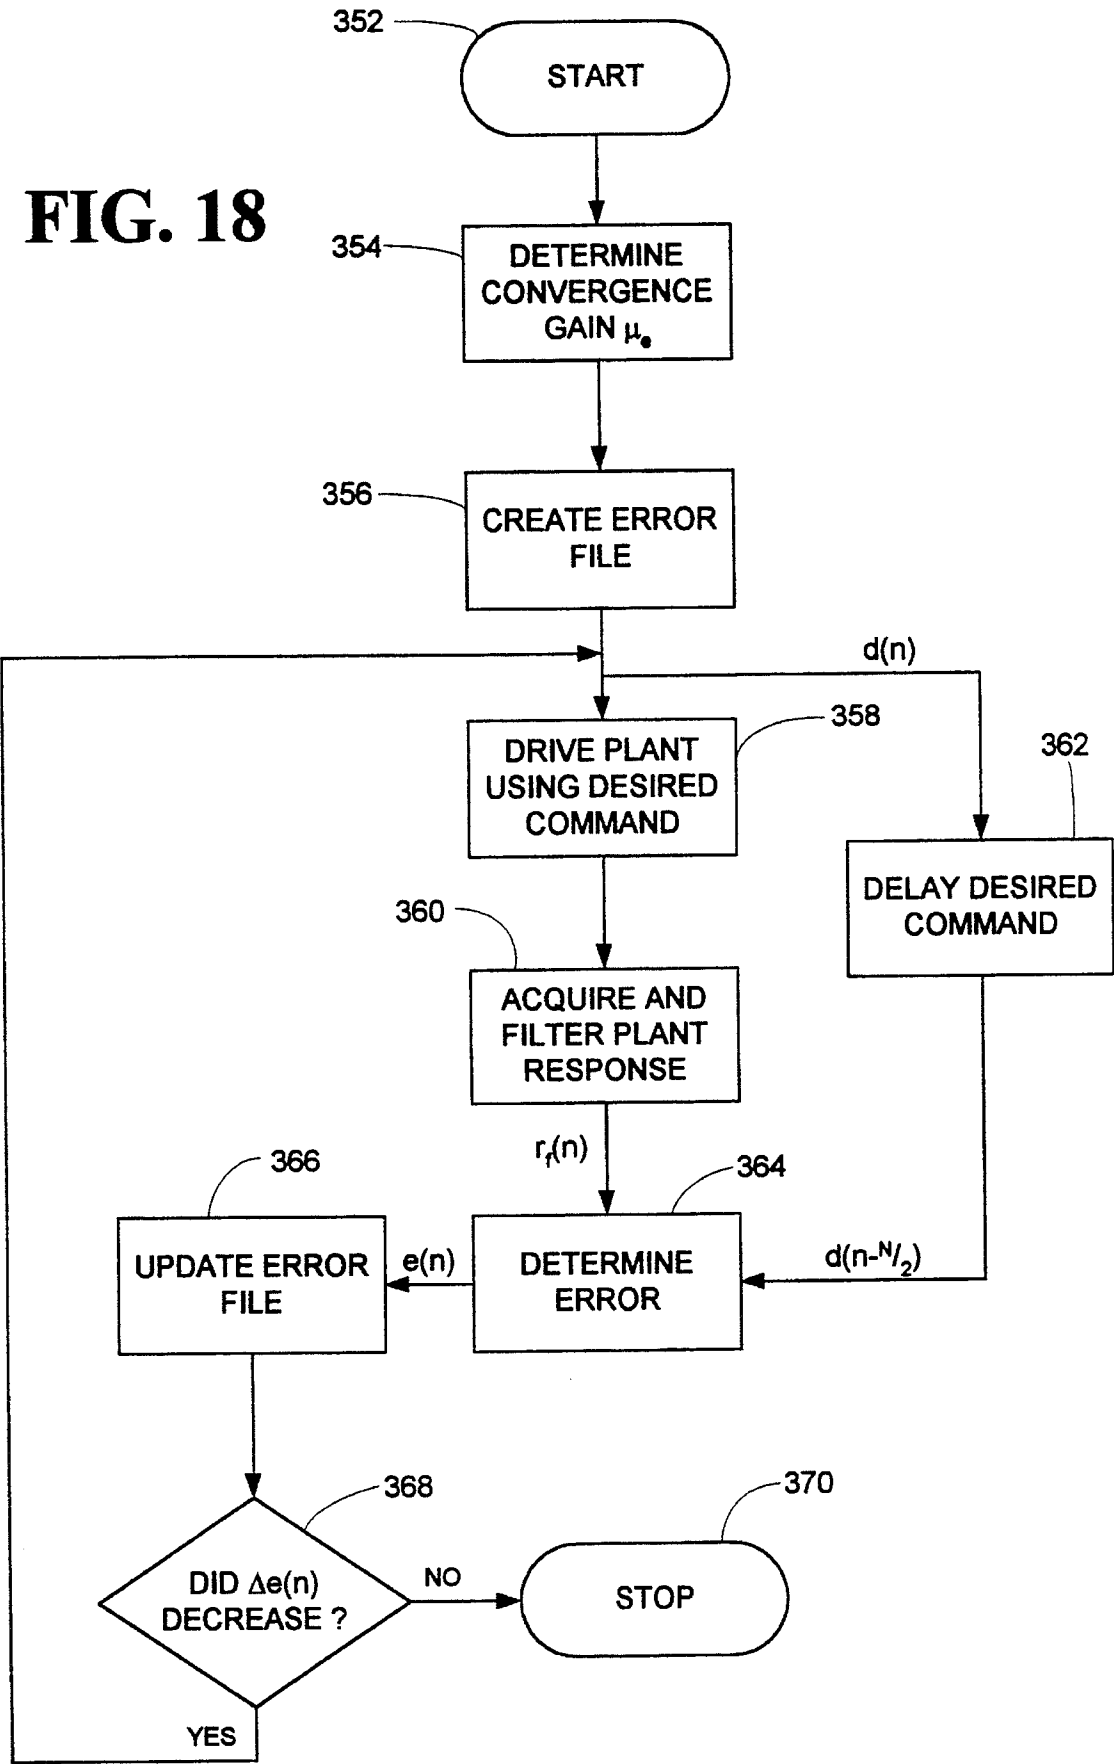 352
START
FIG. 18
354
DETERMINE
CONVERGENCE
GAIN μe
356
CREATE ERROR
FILE
d(n)
358
DRIVE PLANT
USING DESIRED
COMMAND
362
DELAY DESIRED
COMMAND
360
ACQUIRE AND
FILTER PLANT
RESPONSE
rf(n)
366
364
UPDATE ERROR
FILE
e(n)
DETERMINE
ERROR
d(n-N/2)
368
370
DID Δe(n)
DECREASE ?
NO
STOP
YES